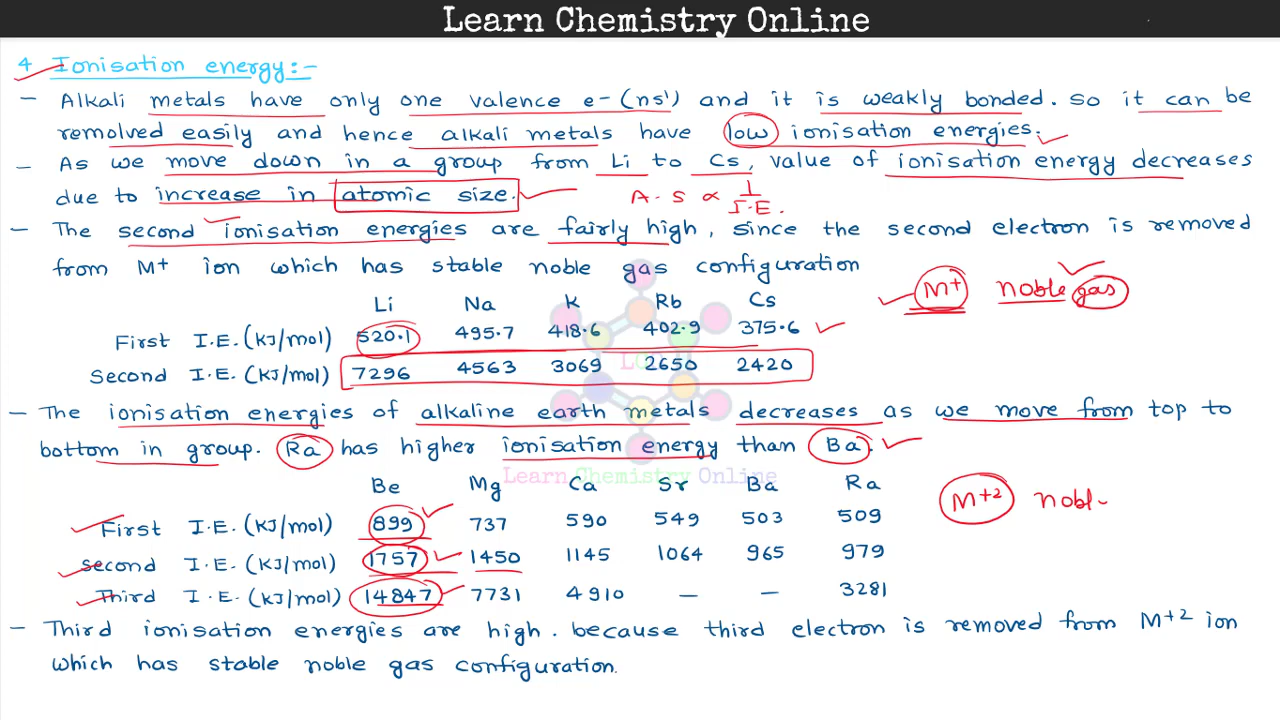 Learn Chemistry Online
4 Ionisation energy:-
- Alkali metals have only one valence e- (ns¹) and it is weakly bonded. So it can be
remolved easily and hence alkali metals have low ionisation energies.
- As we move down in a group from Li to Cs, value of ionisation energy decreases
due to increase in atomic size. A.S ∝ 1/I.E.
- The second ionisation energies are fairly high, since the second electron is removed
from M+ ion which has stable noble gas configuration
M+ noble gas
Li Na K Rb Cs
First I.E.(KJ/mol) 520.1 495.7 418.6 402.9 375.6
Second I.E.(KJ/mol) 7296 4563 3069 2650 2420
- The ionisation energies of alkaline earth metals decreases as we move from top to
bottom in group. Ra has higher ionisation energy than Ba.
Learn Chemistry Online
Be Mg Ca Sr Ba Ra
M+2 nobl
First I.E.(KJ/mol) 899 737 590 549 503 509
Second I.E.(KJ/mol) 1757 1450 1145 1064 965 979
Third I.E.(KJ/mol) 14847 7731 4910 — — 3281
- Third ionisation energies are high. because third electron is removed from M+2 ion
which has stable noble gas configuration.